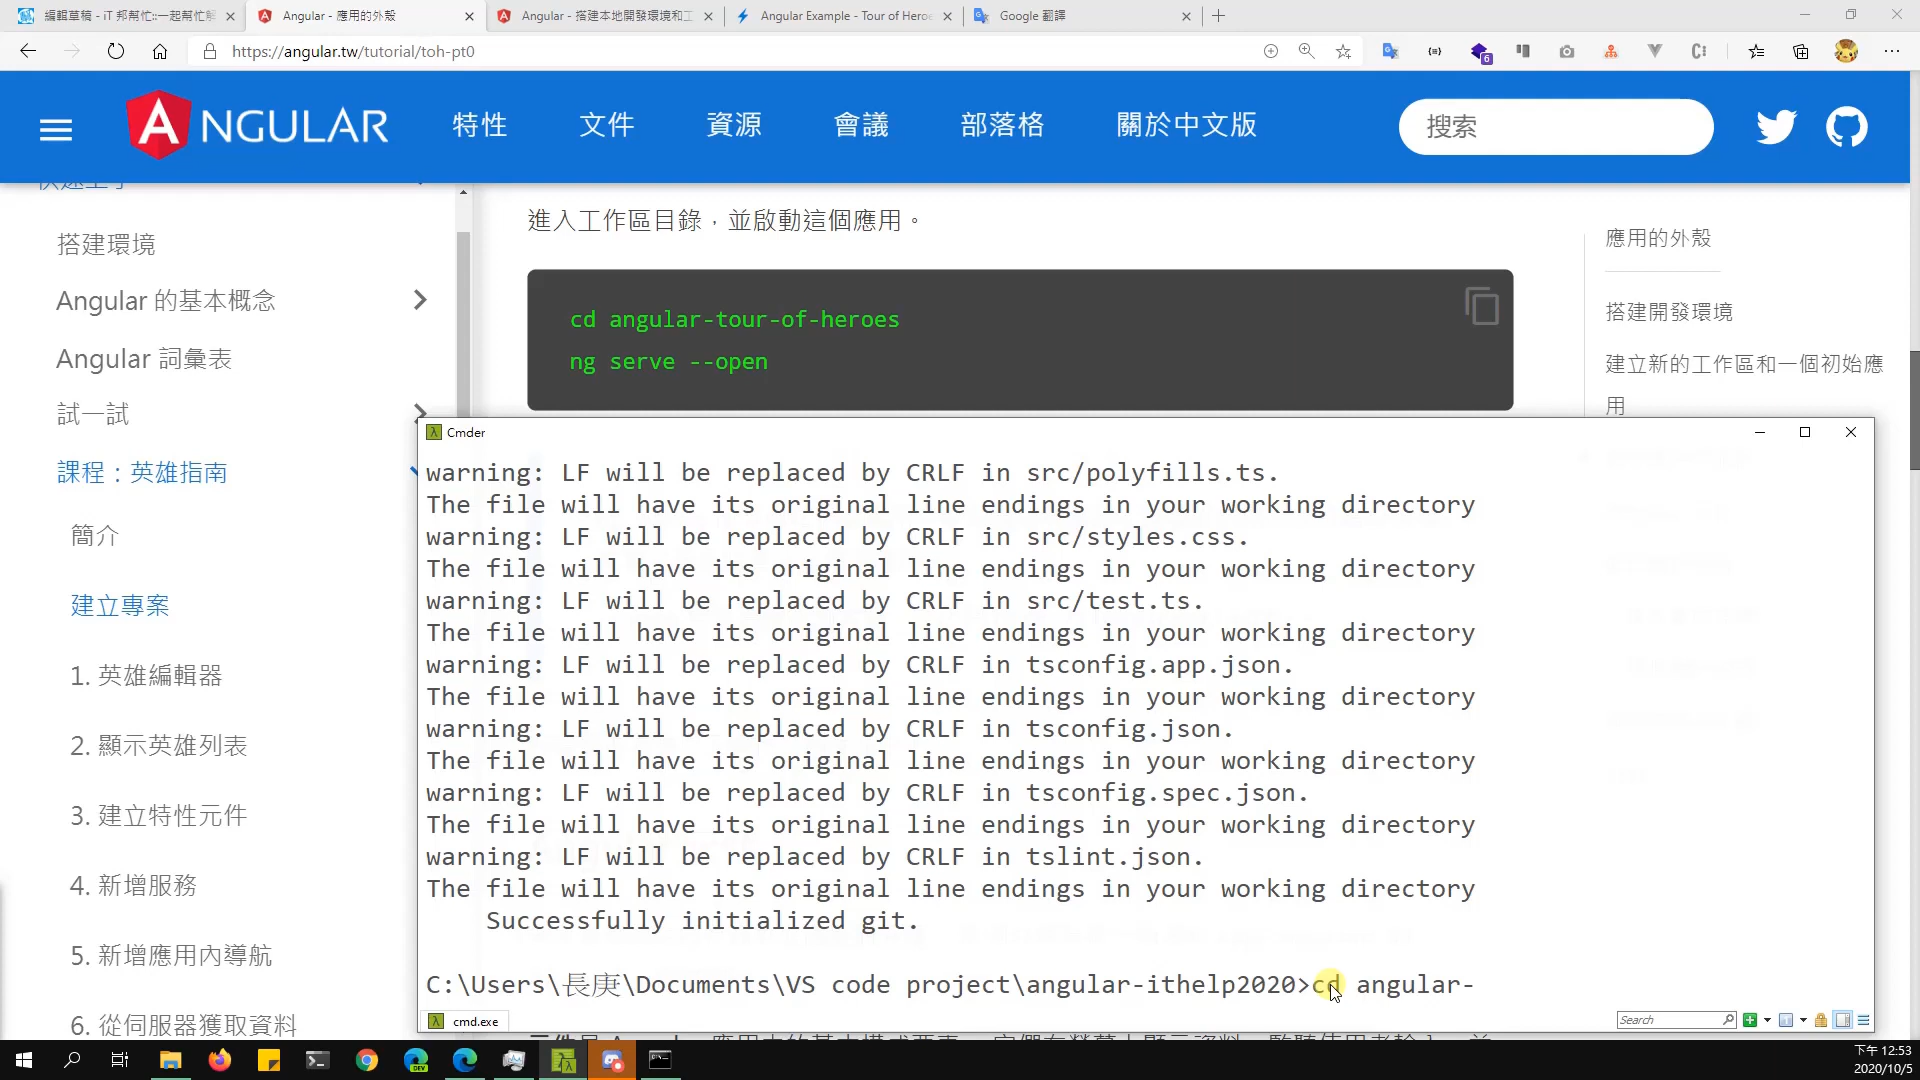 編輯草稿 - iT 邦幫忙::一起幫忙解
Angular - 應用的外殼
Angular - 搭建本地開發環境和工
Angular Example - Tour of Heroe
Google 翻譯
https://angular.tw/tutorial/toh-pt0
6
ANGULAR
特性
文件
資源
會議
部落格
關於中文版
搜索
快速上手
搭建環境
Angular 的基本概念
Angular 詞彙表
試一試
課程：英雄指南
簡介
建立專案
1. 英雄編輯器
2. 顯示英雄列表
3. 建立特性元件
4. 新增服務
5. 新增應用內導航
6. 從伺服器獲取資料
進入工作區目錄，並啟動這個應用。
cd angular-tour-of-heroes
ng serve --open
應用的外殼
搭建開發環境
建立新的工作區和一個初始應
用
Cmder
warning: LF will be replaced by CRLF in src/polyfills.ts.
The file will have its original line endings in your working directory
warning: LF will be replaced by CRLF in src/styles.css.
The file will have its original line endings in your working directory
warning: LF will be replaced by CRLF in src/test.ts.
The file will have its original line endings in your working directory
warning: LF will be replaced by CRLF in tsconfig.app.json.
The file will have its original line endings in your working directory
warning: LF will be replaced by CRLF in tsconfig.json.
The file will have its original line endings in your working directory
warning: LF will be replaced by CRLF in tsconfig.spec.json.
The file will have its original line endings in your working directory
warning: LF will be replaced by CRLF in tslint.json.
The file will have its original line endings in your working directory
Successfully initialized git.
C:\Users\長庚\Documents\VS code project\angular-ithelp2020>cd angular-
cmd.exe
Search
下午 12:53
2020/10/5